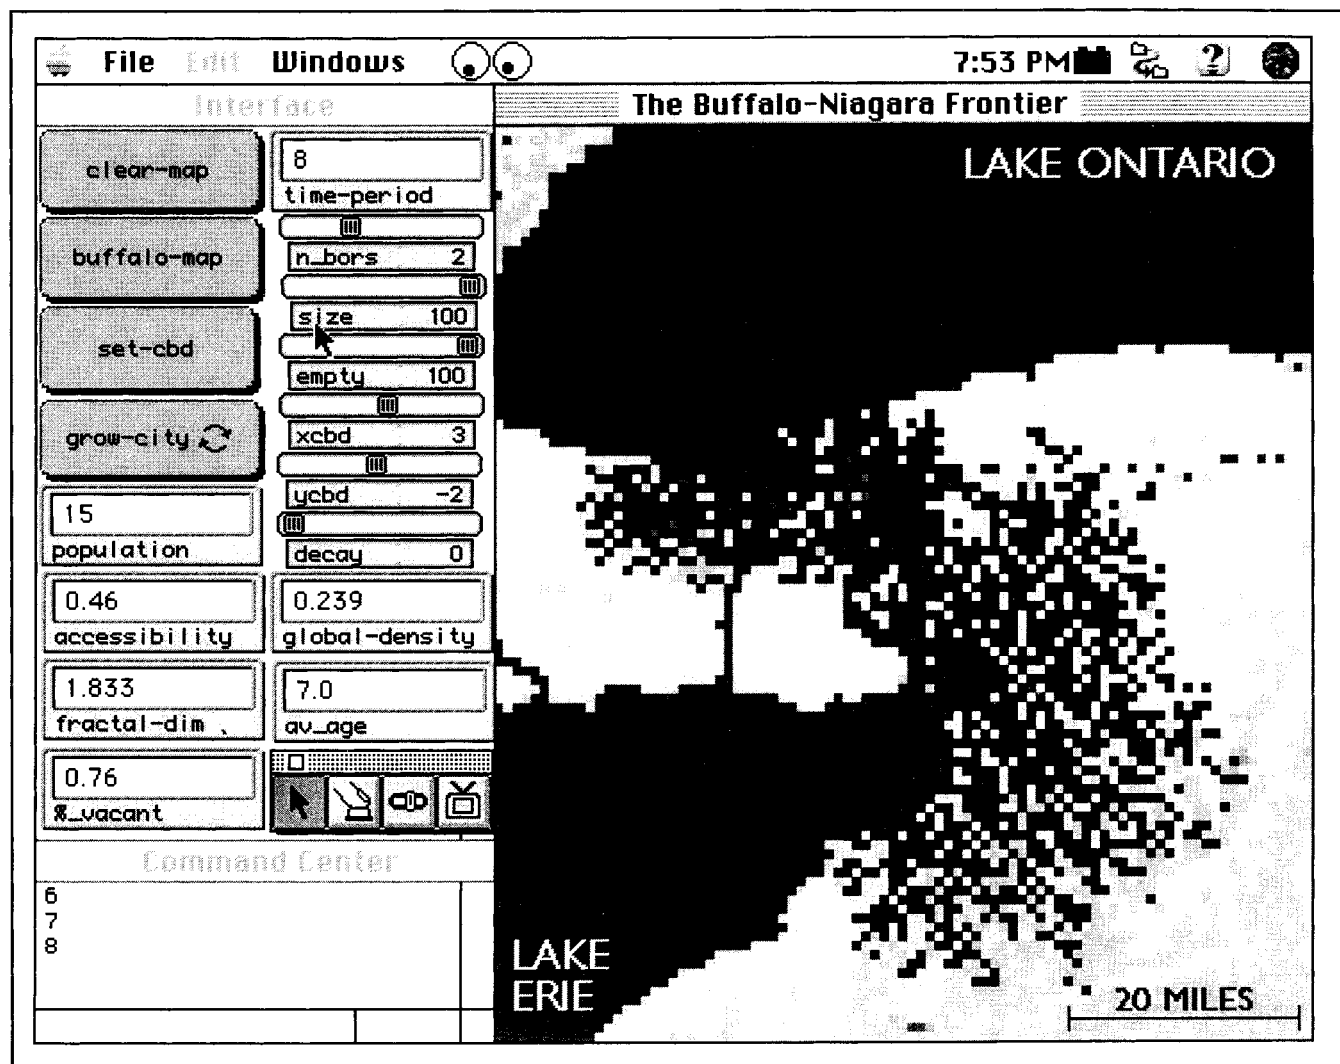 File Edit Windows 7:53 PM
Interface
The Buffalo-Niagara Frontier
clear-map
8
time-period
buffalo-map
n_bors 2
size 100
set-cbd
empty 100
grow-city
xcbd 3
ycbd -2
15
population
decay 0
0.46
accessibility
0.239
global-density
1.833
fractal-dim
7.0
av_age
0.76
%_vacant
Command Center
6
7
8
LAKE ONTARIO
LAKE
ERIE
20 MILES